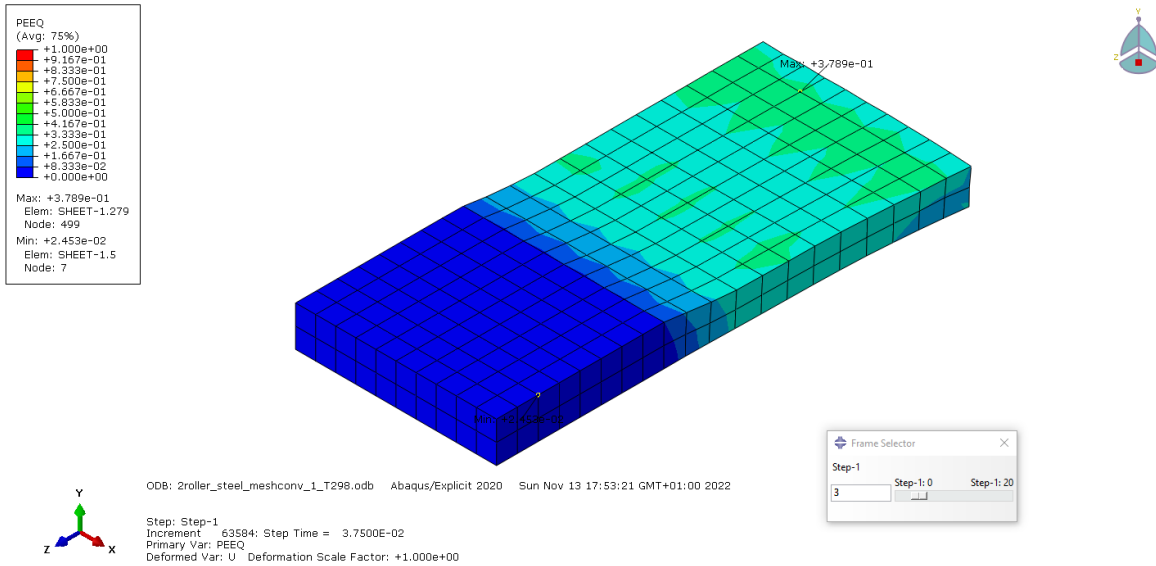 PEEQ
(Avg: 75%)
+1.000e+00
+9.167e-01
+8.333e-01
+7.500e-01
+6.667e-01
+5.833e-01
+5.000e-01
+4.167e-01
+3.333e-01
+2.500e-01
+1.667e-01
+8.333e-02
+0.000e+00
Max: +3.789e-01
Elem: SHEET-1.279
Node: 499
Min: +2.453e-02
Elem: SHEET-1.5
Node: 7
Max: +3.789e-01
Y
Z
Min: +2.453e-02
Frame Selector
Step-1
Step-1: 0 Step-1: 20
3
Y
Z X
ODB: 2roller_steel_meshconv_1_T298.odb Abaqus/Explicit 2020 Sun Nov 13 17:53:21 GMT+01:00 2022
Step: Step-1
Increment 63584: Step Time = 3.7500E-02
Primary Var: PEEQ
Deformed Var: U Deformation Scale Factor: +1.000e+00